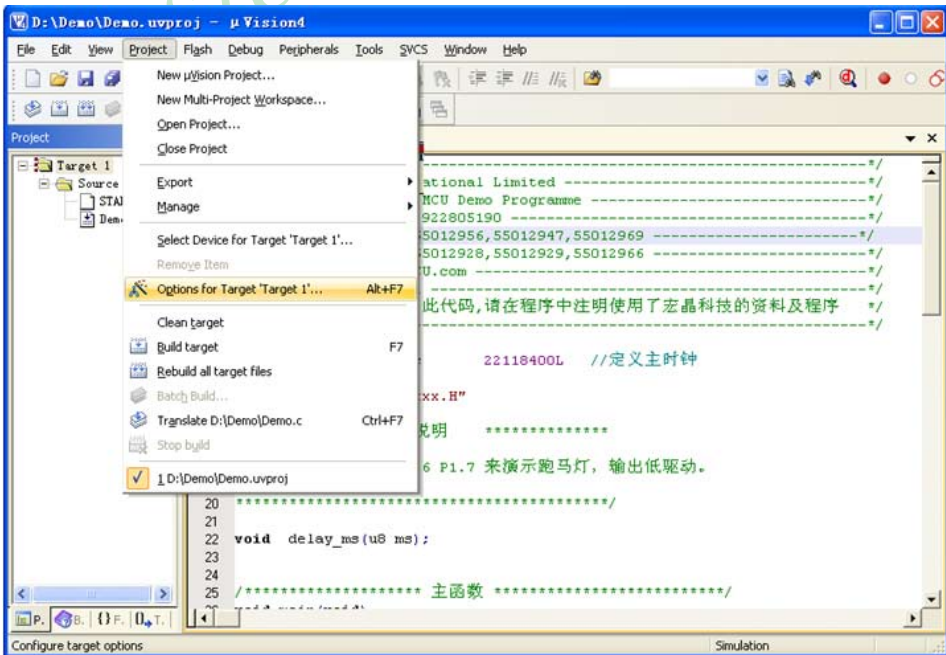 D:\Demo\Demo.uvproj - µVision4
File Edit View Project Flash Debug Peripherals Tools SVCS Window Help
New µVision Project...
New Multi-Project Workspace...
Open Project...
Close Project
Export
Manage
Select Device for Target 'Target 1'...
Remove Item
Options for Target 'Target 1'... Alt+F7
Clean target
Build target F7
Rebuild all target files
Batch Build...
Translate D:\Demo\Demo.c Ctrl+F7
Stop build
1 D:\Demo\Demo.uvproj
Project
Target 1
Source
STA
Dem
---*/
ational Limited ---*/
MCU Demo Programme ---*/
922805190 ---*/
55012956,55012947,55012969 ---*/
55012928,55012929,55012966 ---*/
U.com ---*/
---*/
此代码,请在程序中注明使用了宏晶科技的资料及程序 */
---*/
22118400L //定义主时钟
xx.H"
说明 **************
6 P1.7 来演示跑马灯，输出低驱动。
20 ******************************************/
21
22 void delay_ms(u8 ms);
23
24
25 /******************** 主函数 **************************/
P. B. {} F. 0 T.
Configure target options Simulation